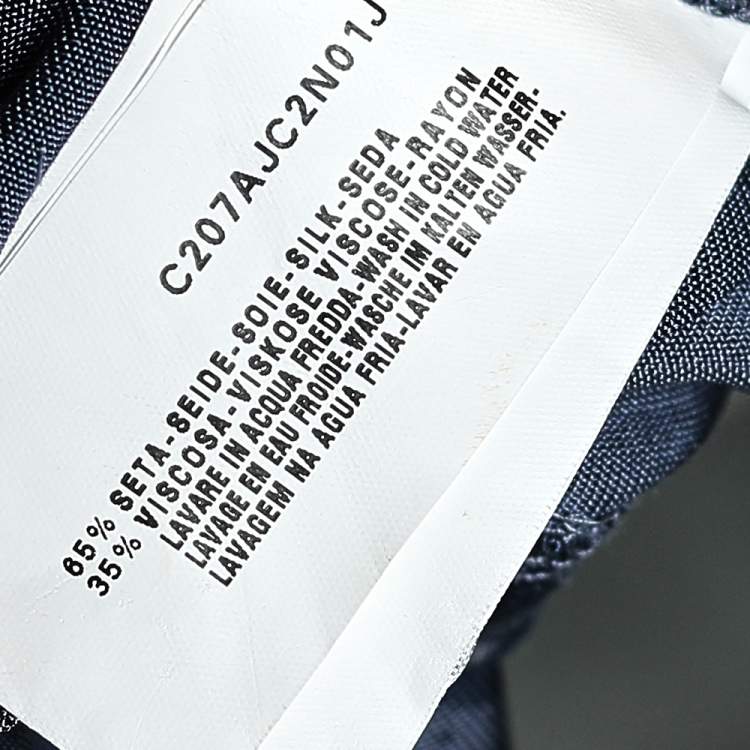 C207AJC2N01J
65% SETA-SEIDE-SOIE-SILK-SEDA
35% VISCOSA-VISKOSE VISCOSE-RAYON
LAVARE IN ACQUA FREDDA-WASH IN COLD WATER
LAVAGE EN EAU FROIDE-WASCHE IM KALTEN WASSER-
LAVAGEM NA AGUA FRIA-LAVAR EN AGUA FRIA.